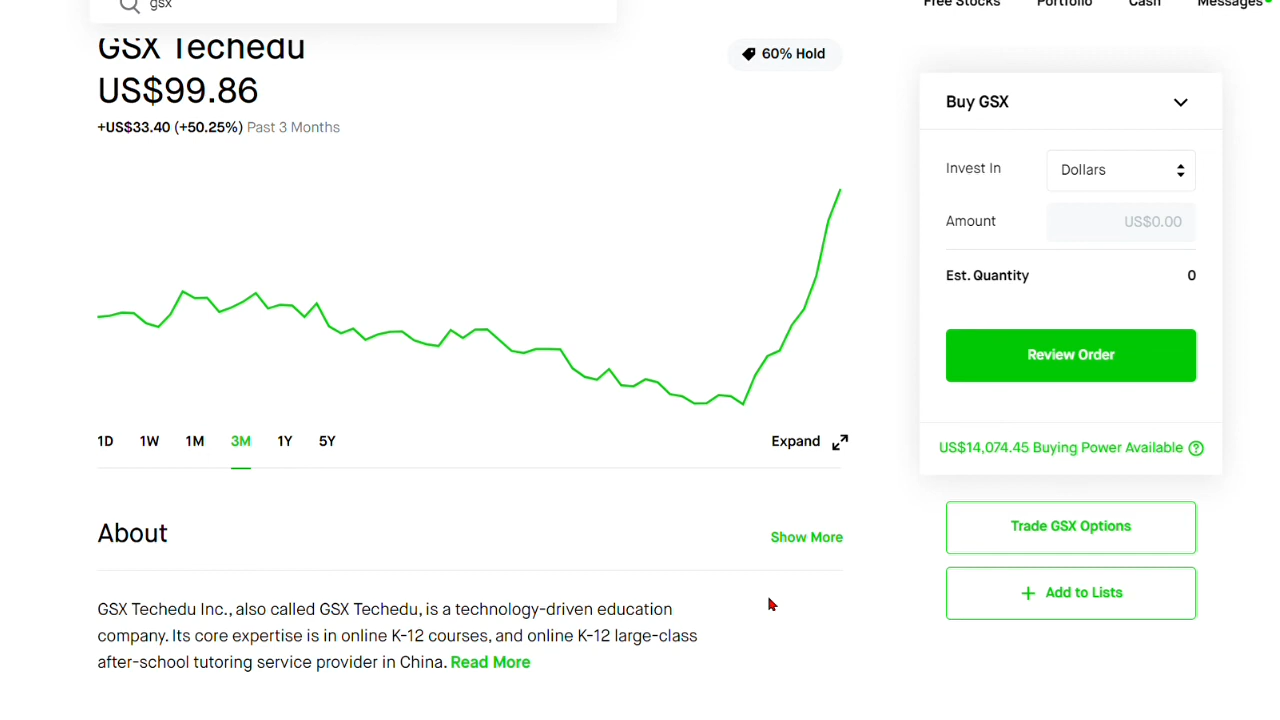 gsx
Free Stocks Portfolio Cash Messages
GSX Techedu
60% Hold
US$99.86
+US$33.40 (+50.25%) Past 3 Months
Buy GSX
Invest In Dollars
Amount US$0.00
Est. Quantity 0
Review Order
1D 1W 1M 3M 1Y 5Y Expand
US$14,074.45 Buying Power Available ?
Trade GSX Options
About Show More
+ Add to Lists
GSX Techedu Inc., also called GSX Techedu, is a technology-driven education
company. Its core expertise is in online K-12 courses, and online K-12 large-class
after-school tutoring service provider in China. Read More